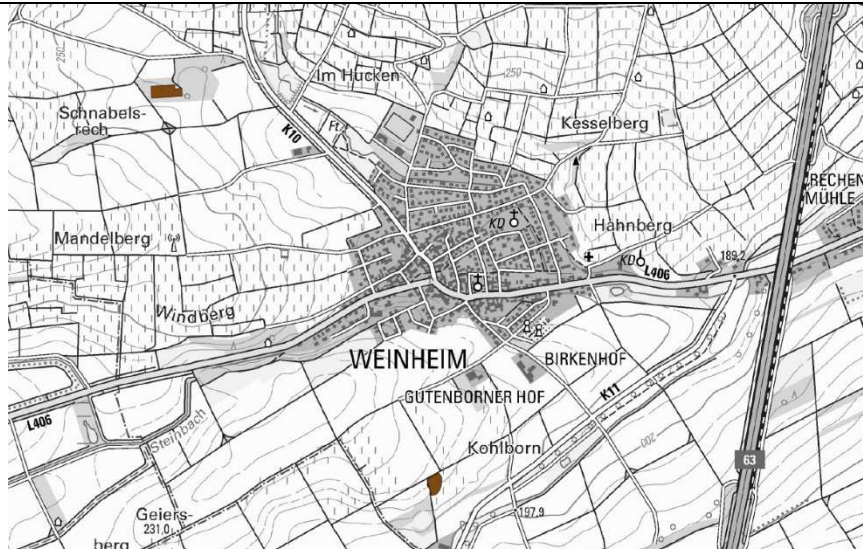 250
Im Hucken
250
Schnabels-
rech
K10
Ft.
Kesselberg
RECHEN
MÜHLE
KD
Hahnberg
Mandelberg
KD
L406
189,2
Windberg
WEINHEIM
BIRKENHOF
GUTENBORNER HOF
K11
L406
Steinbach
Kohlborn
200
63
Geiers-
231,0
berg
197,9